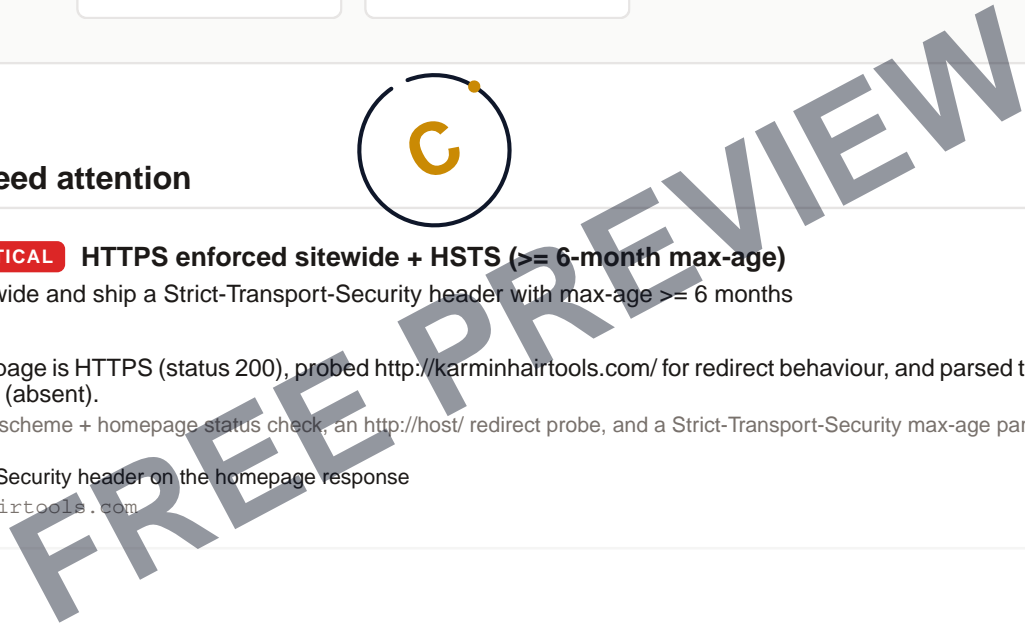 C
eed attention
TICAL HTTPS enforced sitewide + HSTS (>= 6-month max-age)
wide and ship a Strict-Transport-Security header with max-age >= 6 months
page is HTTPS (status 200), probed http://karminhairtools.com/ for redirect behaviour, and parsed t
(absent).
scheme + homepage status check, an http://host/ redirect probe, and a Strict-Transport-Security max-age par
Security header on the homepage response
irtools.com
FREE PREVIEW